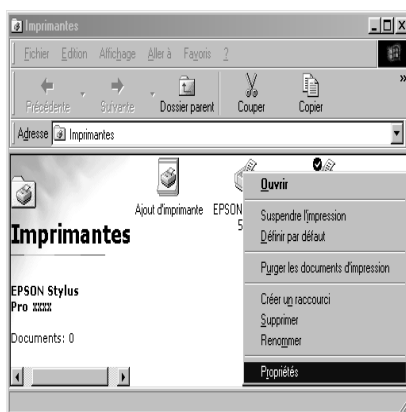 Imprimantes
Fichier Edition Affichage Aller à Favoris ?
Précédente Suivante Dossier parent Couper Copier »
Adresse Imprimantes
Ajout d'imprimante EPSON
5
Imprimantes
EPSON Stylus
Pro XXXX
Documents: 0
Ouvrir
Suspendre l'impression
Définir par défaut
Purger les documents d'impression
Créer un raccourci
Supprimer
Renommer
Propriétés